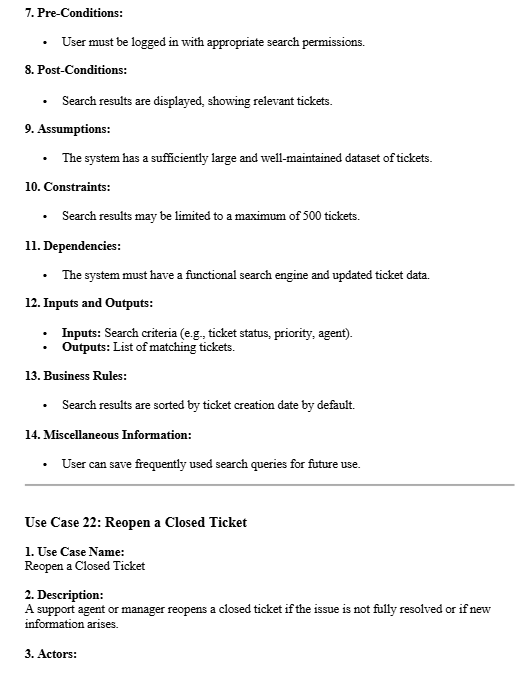 7. Pre-Conditions:
• User must be logged in with appropriate search permissions.
8. Post-Conditions:
• Search results are displayed, showing relevant tickets.
9. Assumptions:
• The system has a sufficiently large and well-maintained dataset of tickets.
10. Constraints:
• Search results may be limited to a maximum of 500 tickets.
11. Dependencies:
• The system must have a functional search engine and updated ticket data.
12. Inputs and Outputs:
• Inputs: Search criteria (e.g., ticket status, priority, agent).
• Outputs: List of matching tickets.
13. Business Rules:
• Search results are sorted by ticket creation date by default.
14. Miscellaneous Information:
• User can save frequently used search queries for future use.
Use Case 22: Reopen a Closed Ticket
1. Use Case Name:
Reopen a Closed Ticket
2. Description:
A support agent or manager reopens a closed ticket if the issue is not fully resolved or if new
information arises.
3. Actors: